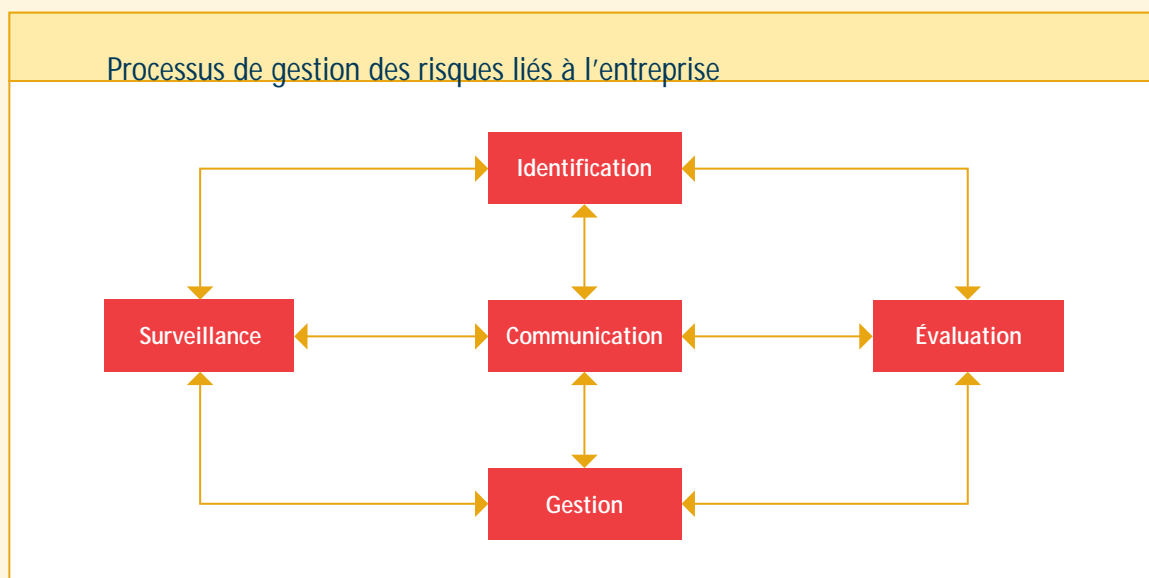 Processus de gestion des risques liés à l’entreprise
Identification
Surveillance
Communication
Évaluation
Gestion